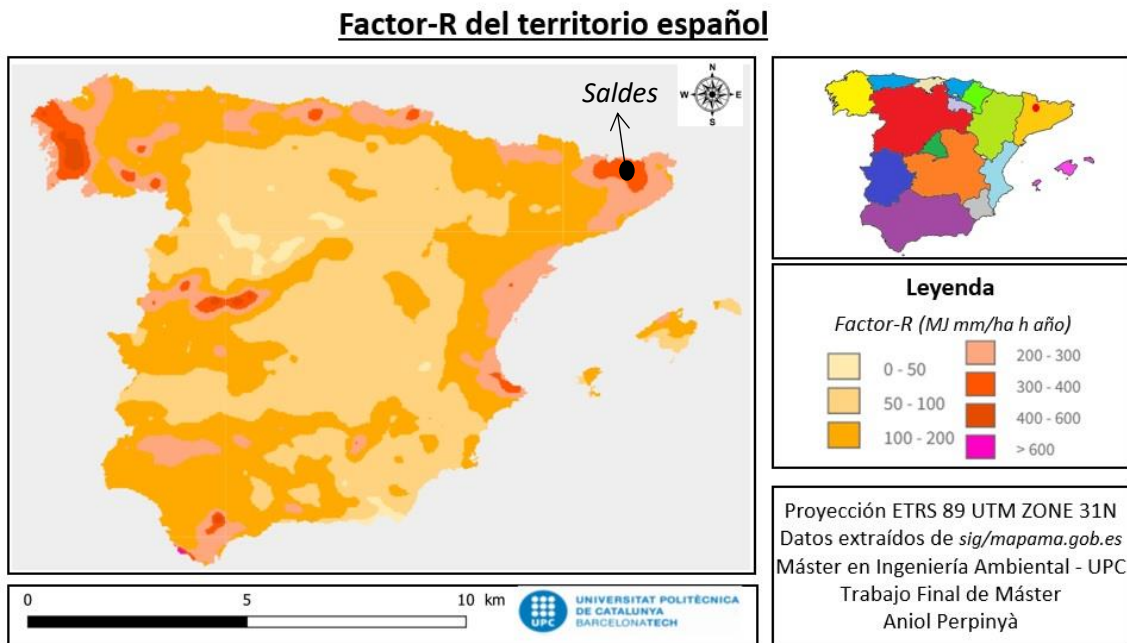 Factor-R del territorio español
Saldes
N
W E
S
Leyenda
Factor-R (MJ mm/ha h año)
0 - 50
50 - 100
100 - 200
200 - 300
300 - 400
400 - 600
> 600
Proyección ETRS 89 UTM ZONE 31N
Datos extraídos de sig/mapama.gob.es
Máster en Ingeniería Ambiental - UPC
Trabajo Final de Máster
Aniol Perpinyà
0 5 10 km
UPC
UNIVERSITAT POLITÈCNICA
DE CATALUNYA
BARCELONATECH